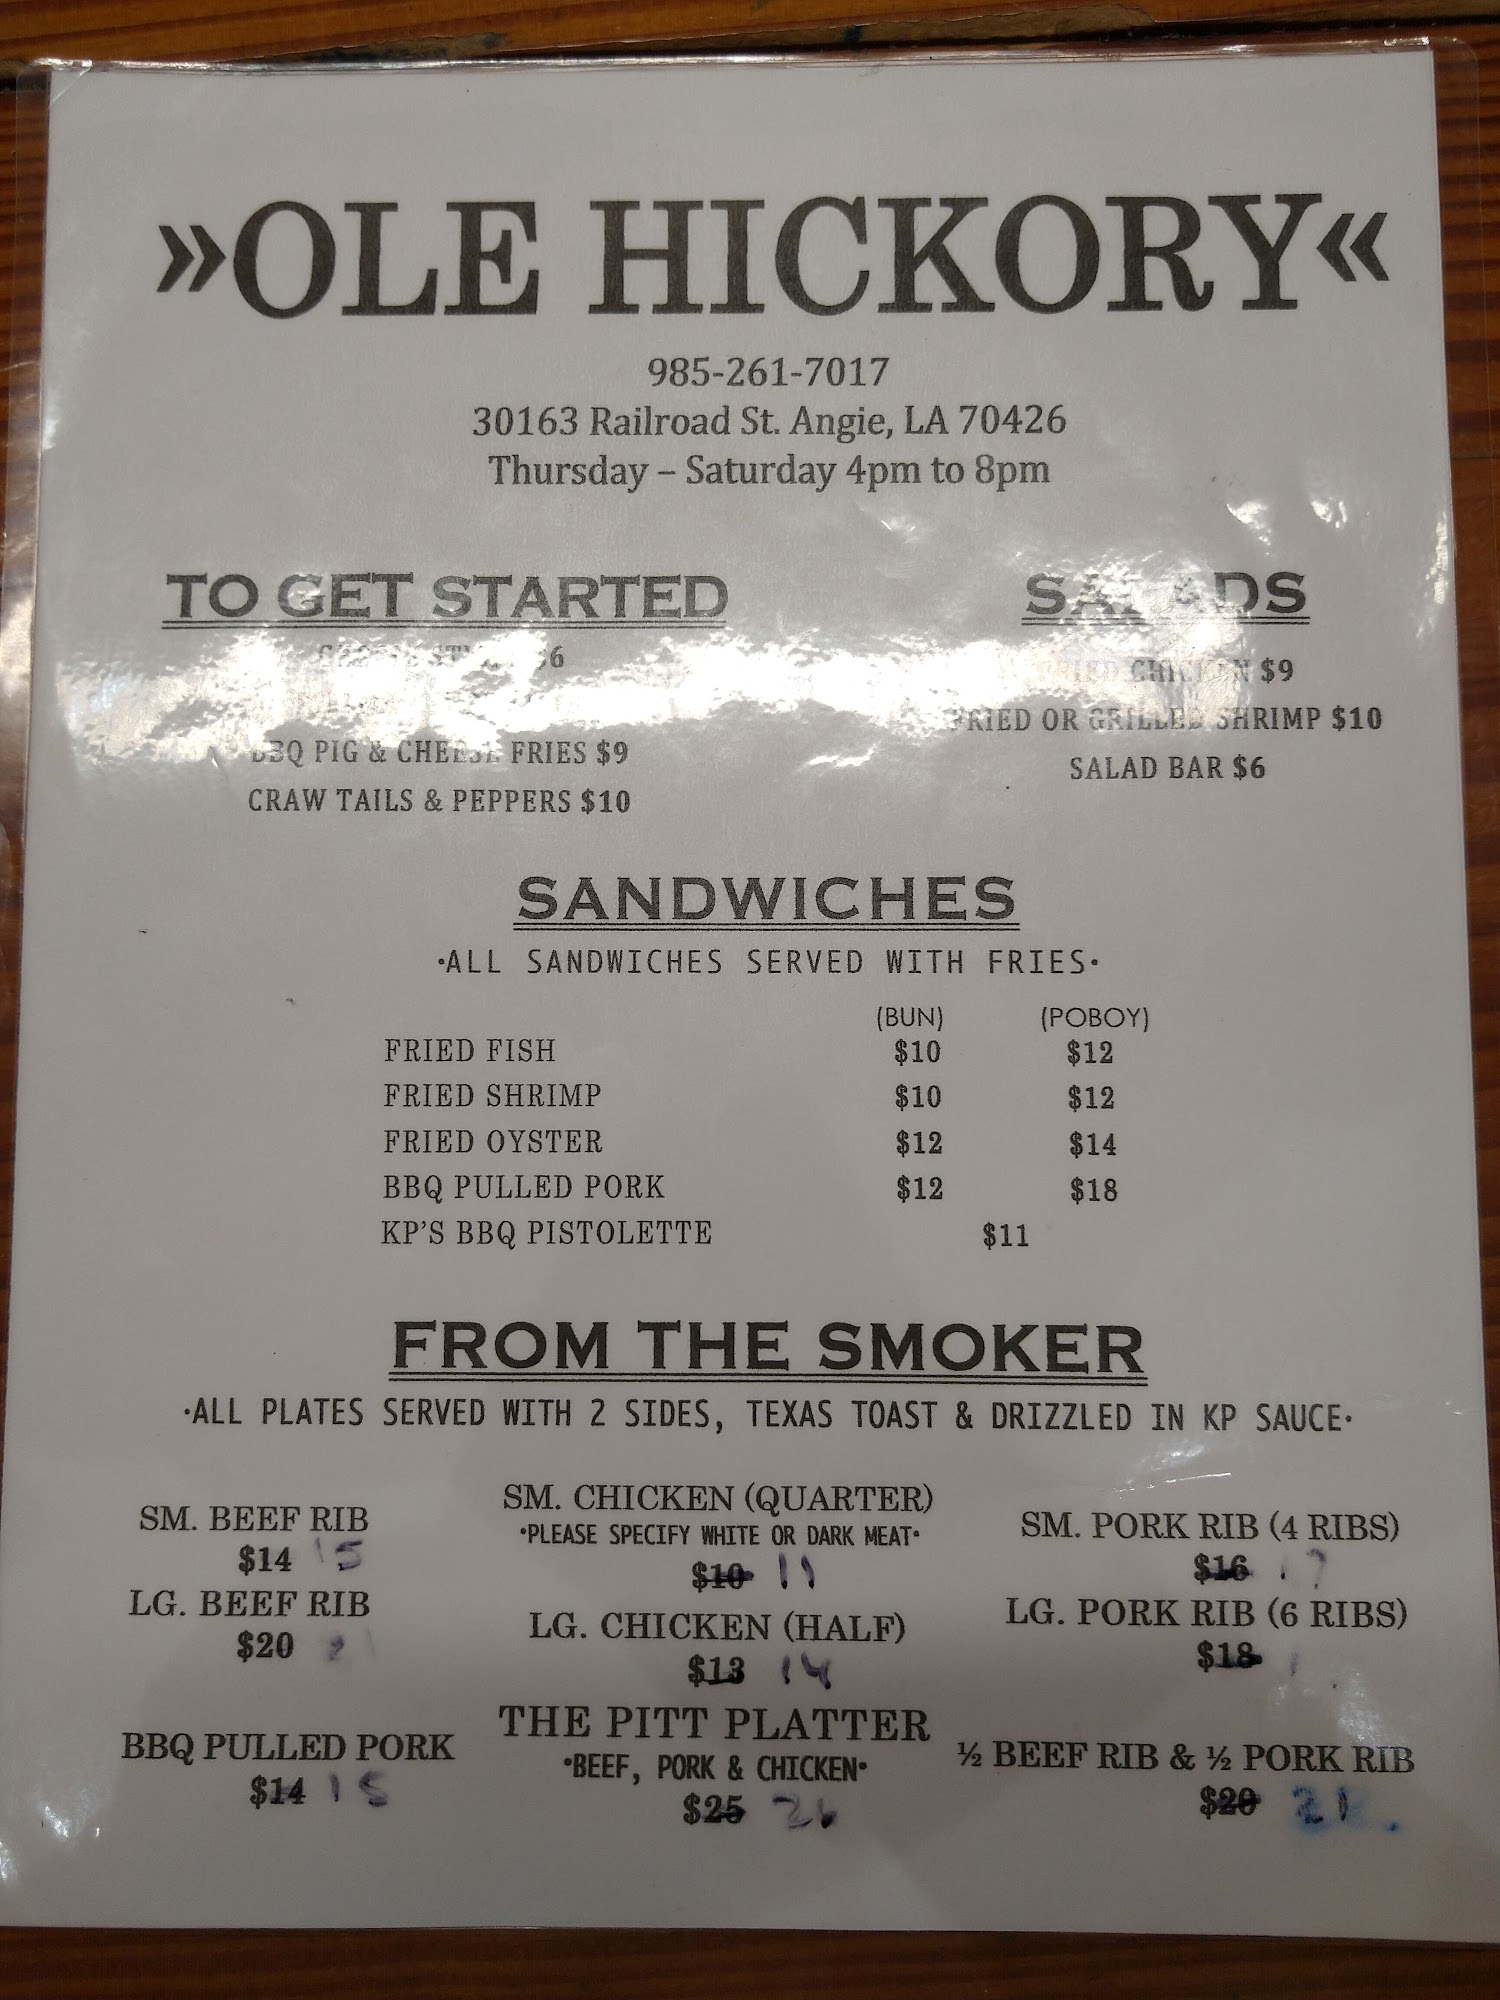 »OLE HICKORY«
985-261-7017
30163 Railroad St. Angie, LA 70426
Thursday – Saturday 4pm to 8pm
TO GET STARTED
$6
BBQ PIG & CHEESE FRIES $9
CRAW TAILS & PEPPERS $10
SALADS
CHICKEN $9
FRIED OR GRILLED SHRIMP $10
SALAD BAR $6
SANDWICHES
·ALL SANDWICHES SERVED WITH FRIES·
(BUN) (POBOY)
FRIED FISH $10 $12
FRIED SHRIMP $10 $12
FRIED OYSTER $12 $14
BBQ PULLED PORK $12 $18
KP'S BBQ PISTOLETTE $11
FROM THE SMOKER
·ALL PLATES SERVED WITH 2 SIDES, TEXAS TOAST & DRIZZLED IN KP SAUCE·
SM. BEEF RIB
$14 15
LG. BEEF RIB
$20
BBQ PULLED PORK
$14 15
SM. CHICKEN (QUARTER)
·PLEASE SPECIFY WHITE OR DARK MEAT·
$10 11
LG. CHICKEN (HALF)
$13 14
THE PITT PLATTER
·BEEF, PORK & CHICKEN·
$25 26
SM. PORK RIB (4 RIBS)
$16 17
LG. PORK RIB (6 RIBS)
$18
½ BEEF RIB & ½ PORK RIB
$20 21